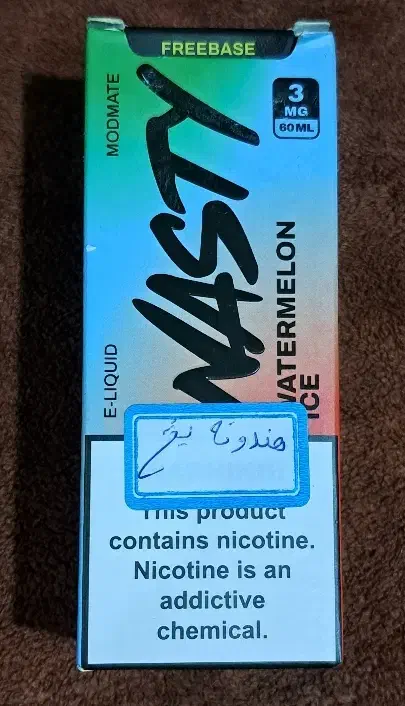 FREEBASE
MODMATE
3
MG
60ML
NASTY
WATERMELON
ICE
E-LIQUID
هندونه یخ
This product
contains nicotine.
Nicotine is an
addictive
chemical.